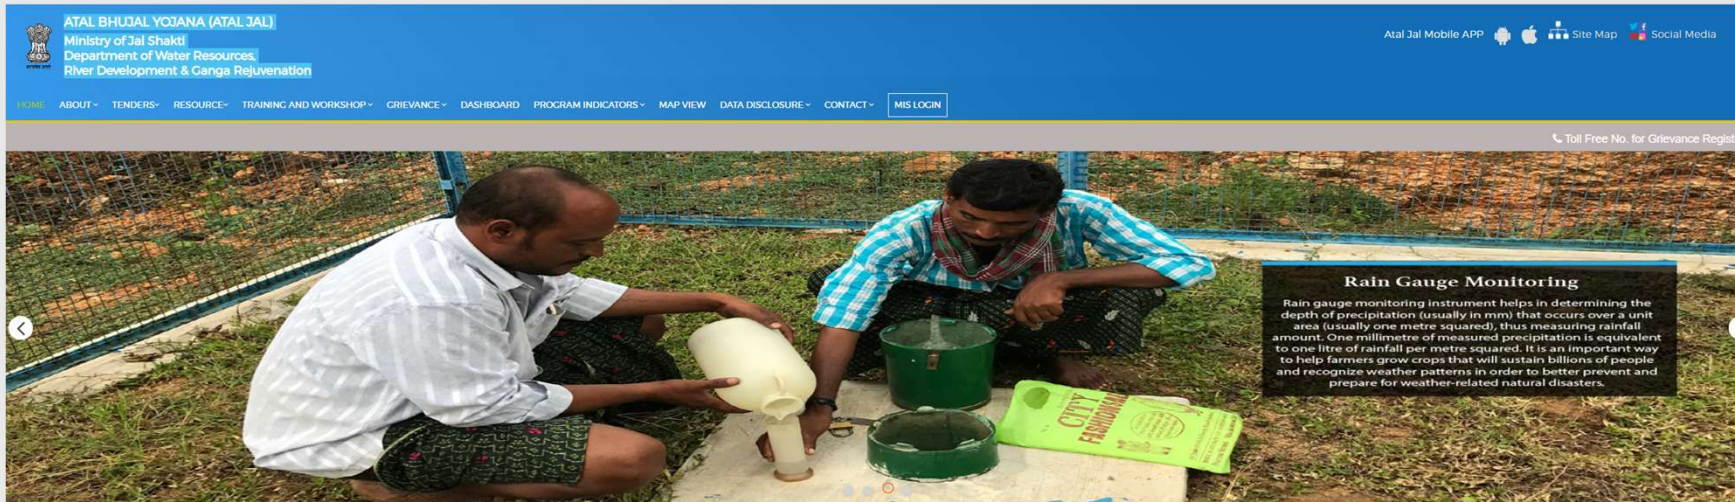 ATAL BHUJAL YOJANA (ATAL JAL)
Ministry of Jal Shakti
Department of Water Resources,
River Development & Ganga Rejuvenation
Atal Jal Mobile APP Site Map Social Media
HOME ABOUT TENDERS RESOURCE TRAINING AND WORKSHOP GRIEVANCE DASHBOARD PROGRAM INDICATORS MAP VIEW DATA DISCLOSURE CONTACT MIS LOGIN
Toll Free No. for Grievance Regist
Rain Gauge Monitoring
Rain gauge monitoring instrument helps in determining the
depth of precipitation (usually in mm) that occurs over a unit
area (usually one metre squared), thus measuring rainfall
amount. One millimetre of measured precipitation is equivalent
to one litre of rainfall per metre squared. It is an important way
to help farmers grow crops that will sustain billions of people
and recognize weather patterns in order to better prevent and
prepare for weather-related natural disasters.
CITY